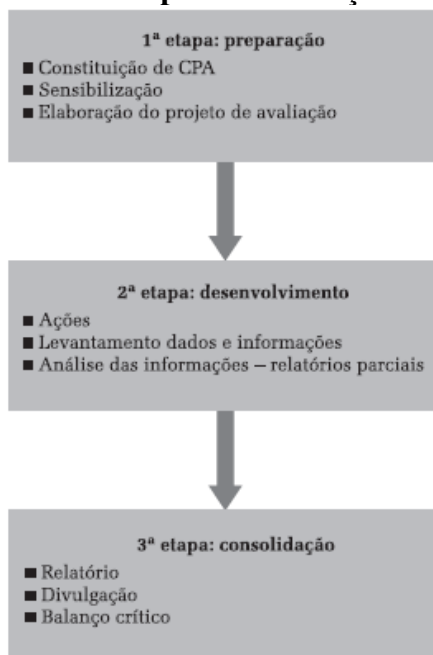 1ª etapa: preparação
■ Constituição de CPA
■ Sensibilização
■ Elaboração do projeto de avaliação
2ª etapa: desenvolvimento
■ Ações
■ Levantamento dados e informações
■ Análise das informações – relatórios parciais
3ª etapa: consolidação
■ Relatório
■ Divulgação
■ Balanço crítico